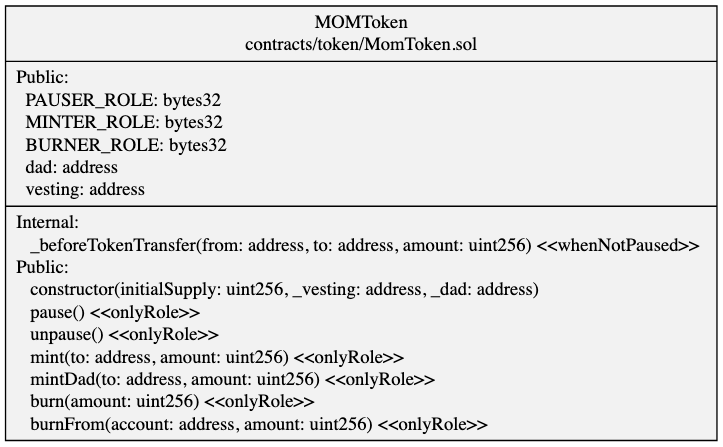 MOMToken
contracts/token/MomToken.sol
Public:
PAUSER_ROLE: bytes32
MINTER_ROLE: bytes32
BURNER_ROLE: bytes32
dad: address
vesting: address
Internal:
_beforeTokenTransfer(from: address, to: address, amount: uint256) <<whenNotPaused>>
Public:
constructor(initialSupply: uint256, _vesting: address, _dad: address)
pause() <<onlyRole>>
unpause() <<onlyRole>>
mint(to: address, amount: uint256) <<onlyRole>>
mintDad(to: address, amount: uint256) <<onlyRole>>
burn(amount: uint256) <<onlyRole>>
burnFrom(account: address, amount: uint256) <<onlyRole>>